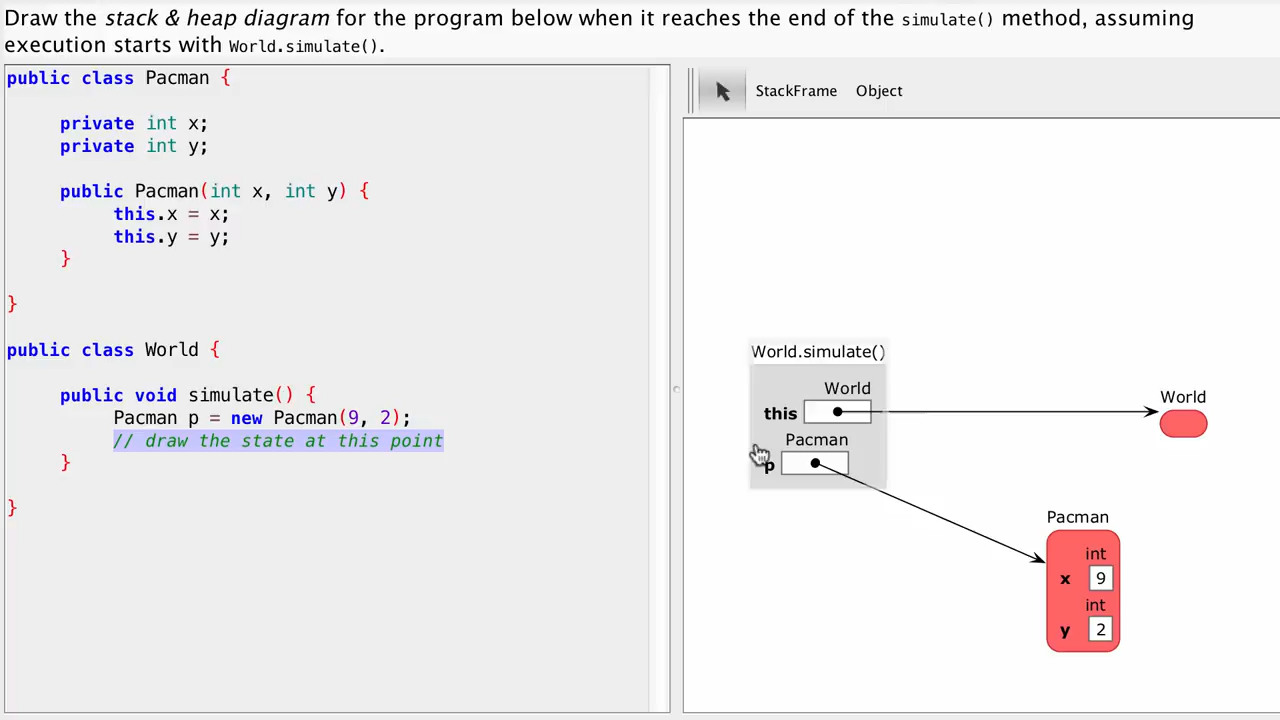 Draw the stack & heap diagram for the program below when it reaches the end of the simulate() method, assuming
execution starts with World.simulate().
public class Pacman {
private int x;
private int y;
public Pacman(int x, int y) {
this.x = x;
this.y = y;
}
}
public class World {
public void simulate() {
Pacman p = new Pacman(9, 2);
// draw the state at this point
}
}
StackFrame Object
World.simulate()
World
this
Pacman
p
World
Pacman
int
x 9
int
y 2